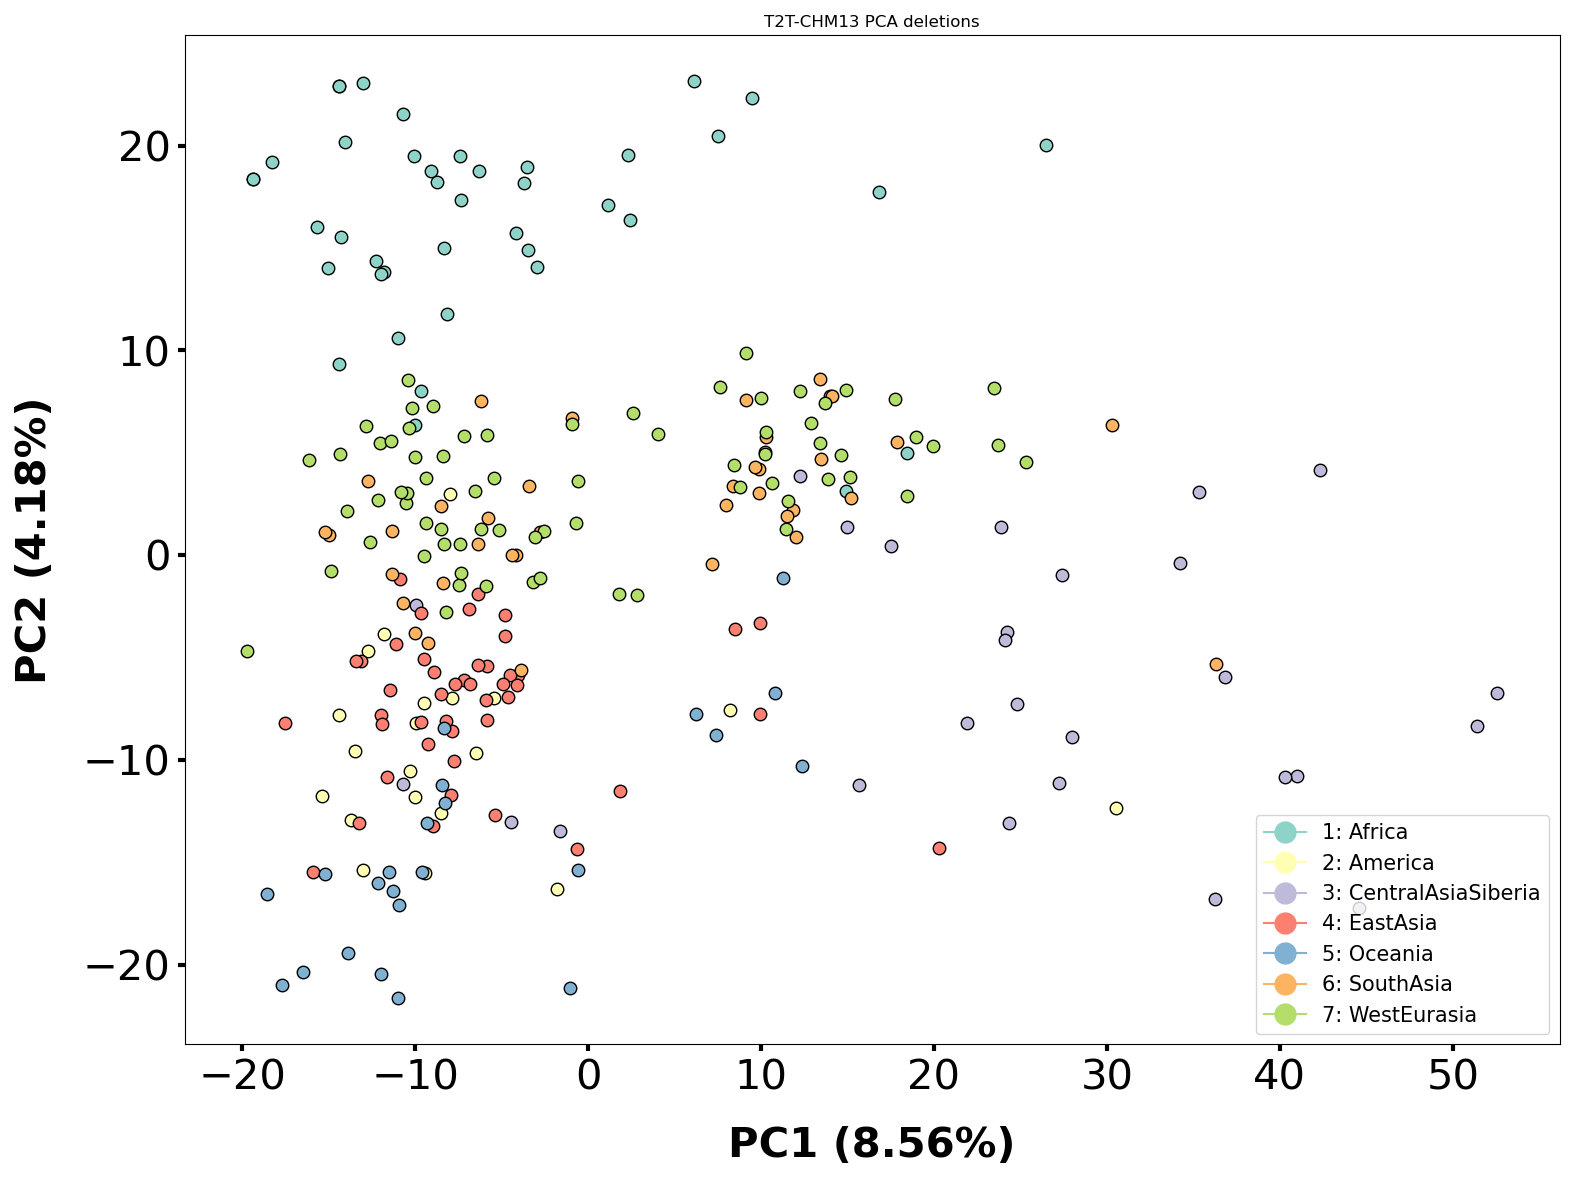 T2T-CHM13 PCA deletions
PC2 (4.18%)
20
10
0
−10
−20
1: Africa
2: America
3: CentralAsiaSiberia
4: EastAsia
5: Oceania
6: SouthAsia
7: WestEurasia
−20 −10 0 10 20 30 40 50
PC1 (8.56%)